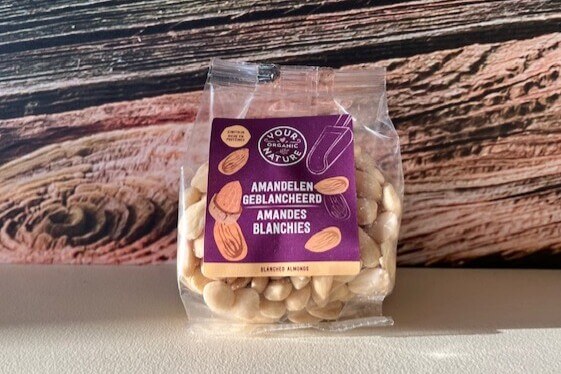 YOUR
ORGANIC
NATURE
AMANDELEN
GEBLANCHEERD
AMANDES
BLANCHIES
BLANCHED ALMONDS